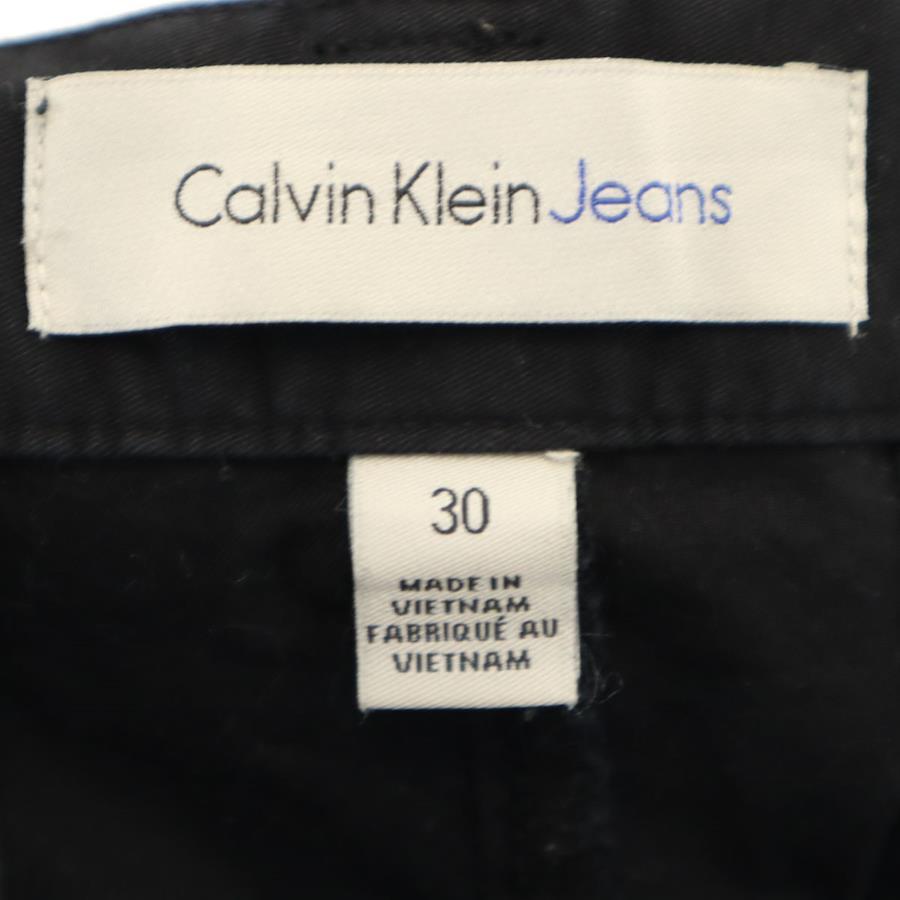 Calvin Klein Jeans
30
MADE IN
VIETNAM
FABRIQUÉ AU
VIETNAM